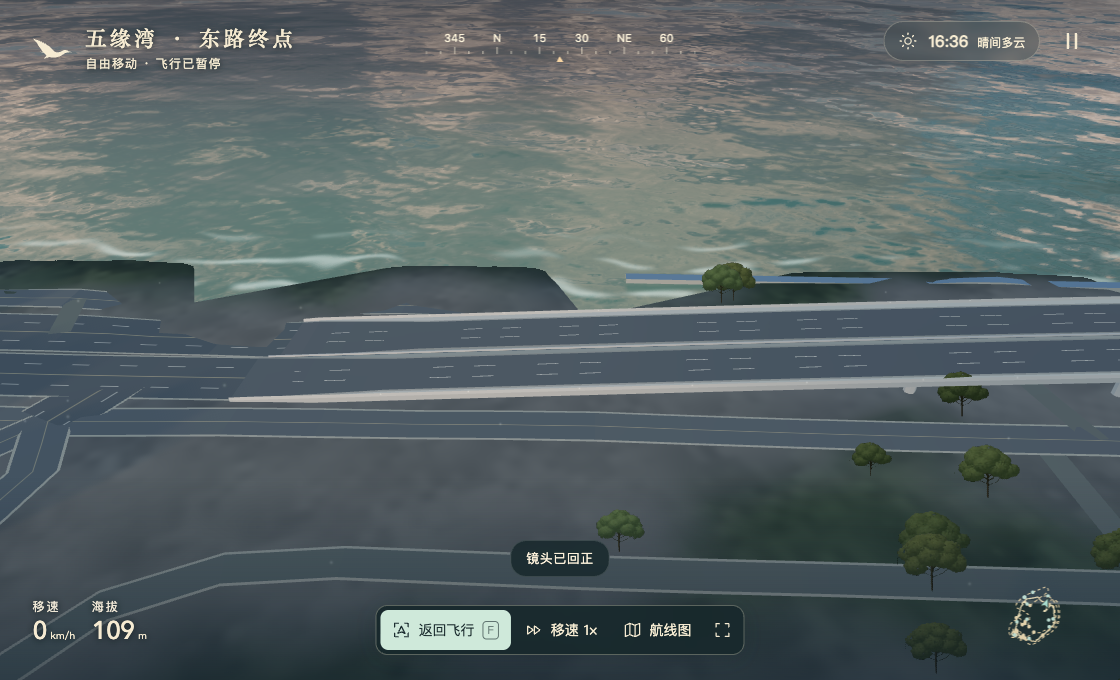 五缘湾 · 东路终点
自由移动 · 飞行已暂停
345 N 15 30 NE 60
16:36 晴间多云
镜头已回正
移速 海拔
0 km/h 109 m
返回飞行 F 移速 1x 航线图